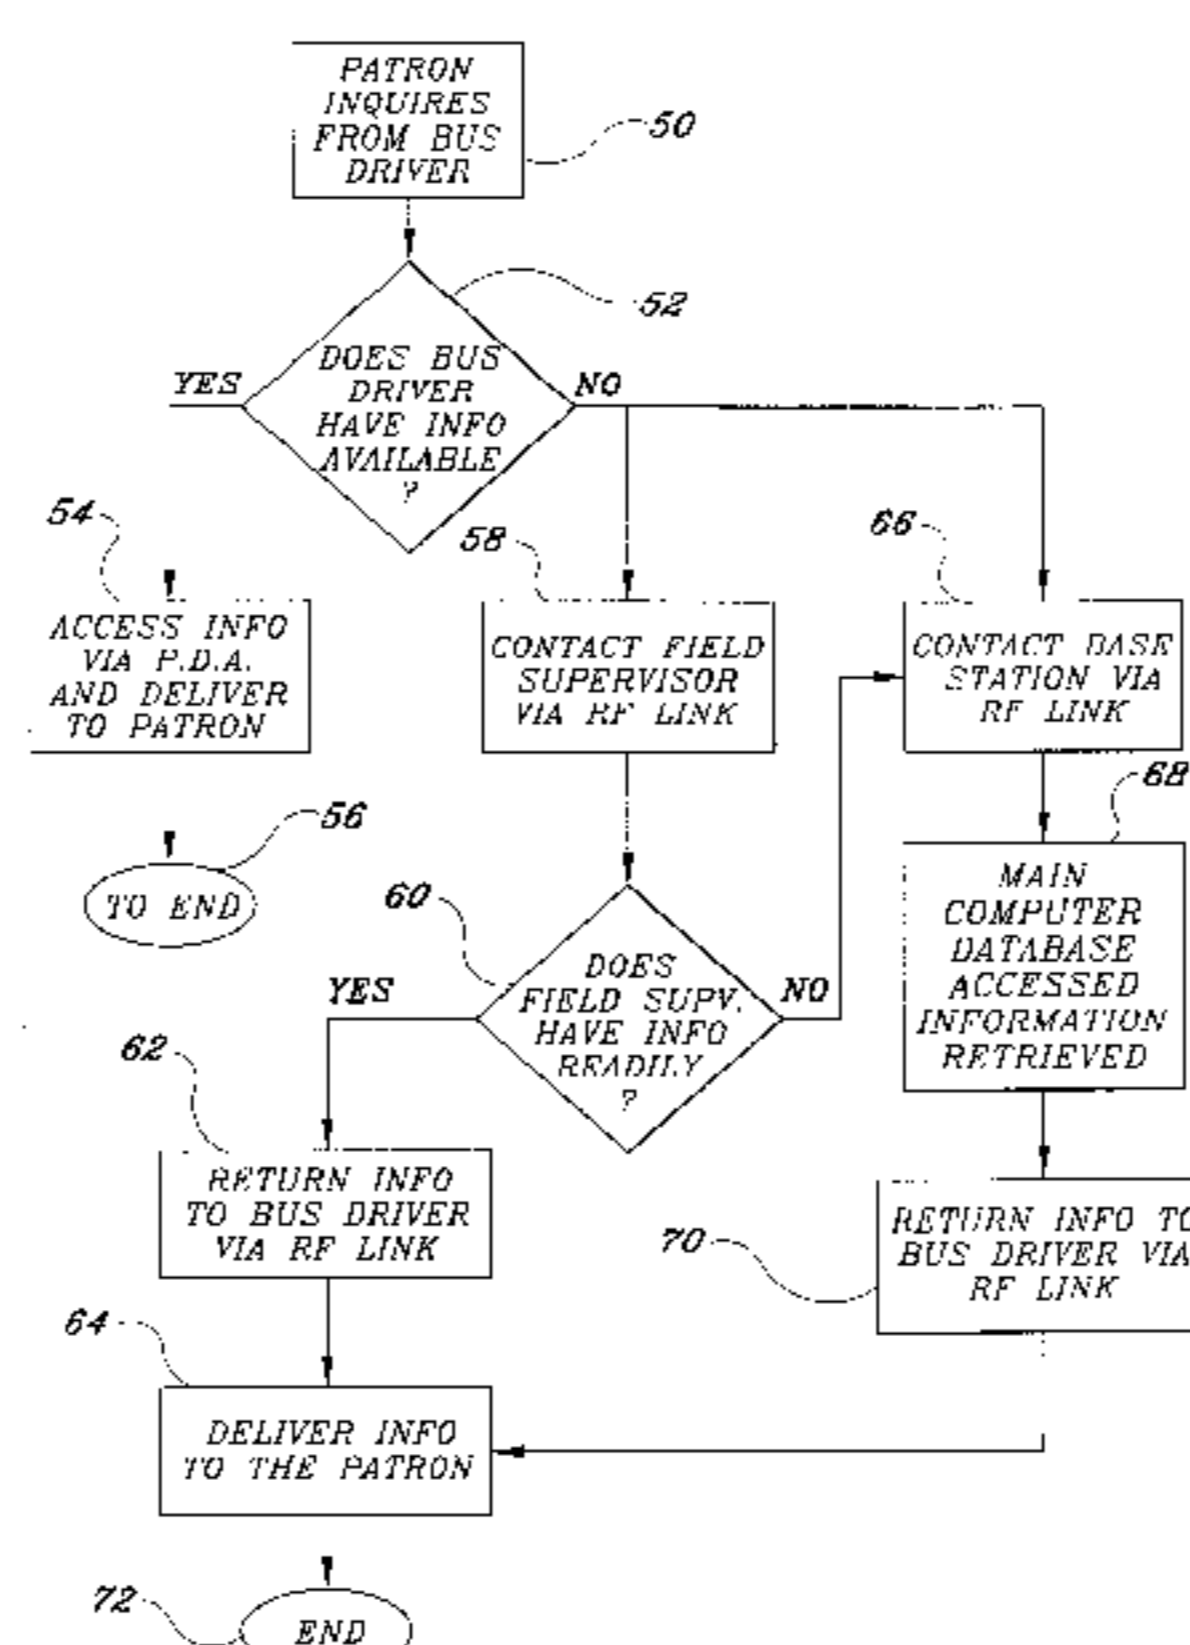 PATRON
INQUIRES
FROM BUS
DRIVER
50
52
DOES BUS
DRIVER
HAVE INFO
AVAILABLE
?
YES
NO
54
58
66
ACCESS INFO
VIA P.D.A.
AND DELIVER
TO PATRON
CONTACT FIELD
SUPERVISOR
VIA RF LINK
CONTACT BASE
STATION VIA
RF LINK
56
TO END
68
MAIN
COMPUTER
DATABASE
ACCESSED
INFORMATION
RETRIEVED
60
DOES
FIELD SUPV.
HAVE INFO
READILY
?
YES
NO
62
RETURN INFO
TO BUS DRIVER
VIA RF LINK
70
RETURN INFO TO
BUS DRIVER VIA
RF LINK
64
DELIVER INFO
TO THE PATRON
72
END